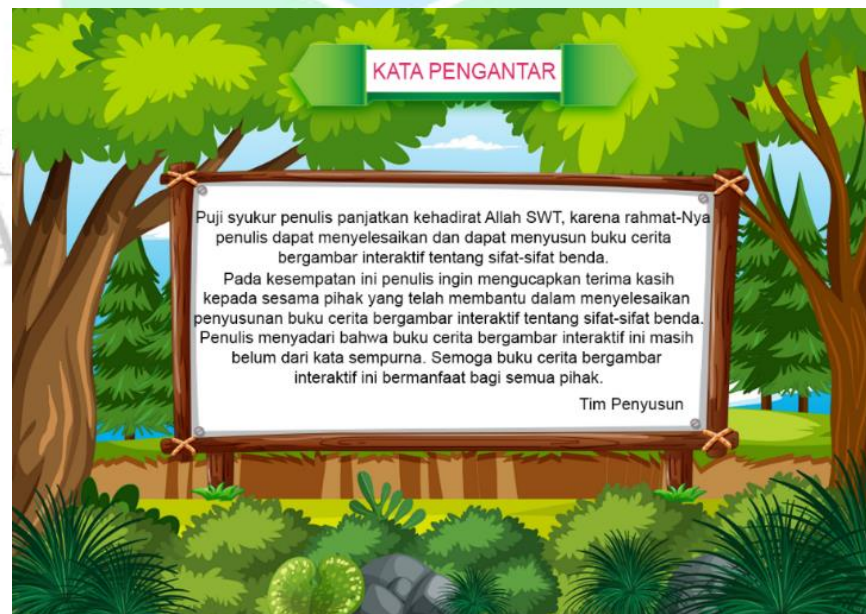 KATA PENGANTAR
Puji syukur penulis panjatkan kehadirat Allah SWT, karena rahmat-Nya
penulis dapat menyelesaikan dan dapat menyusun buku cerita
bergambar interaktif tentang sifat-sifat benda.
Pada kesempatan ini penulis ingin mengucapkan terima kasih
kepada sesama pihak yang telah membantu dalam menyelesaikan
penyusunan buku cerita bergambar interaktif tentang sifat-sifat benda.
Penulis menyadari bahwa buku cerita bergambar interaktif ini masih
belum dari kata sempurna. Semoga buku cerita bergambar
interaktif ini bermanfaat bagi semua pihak.
Tim Penyusun